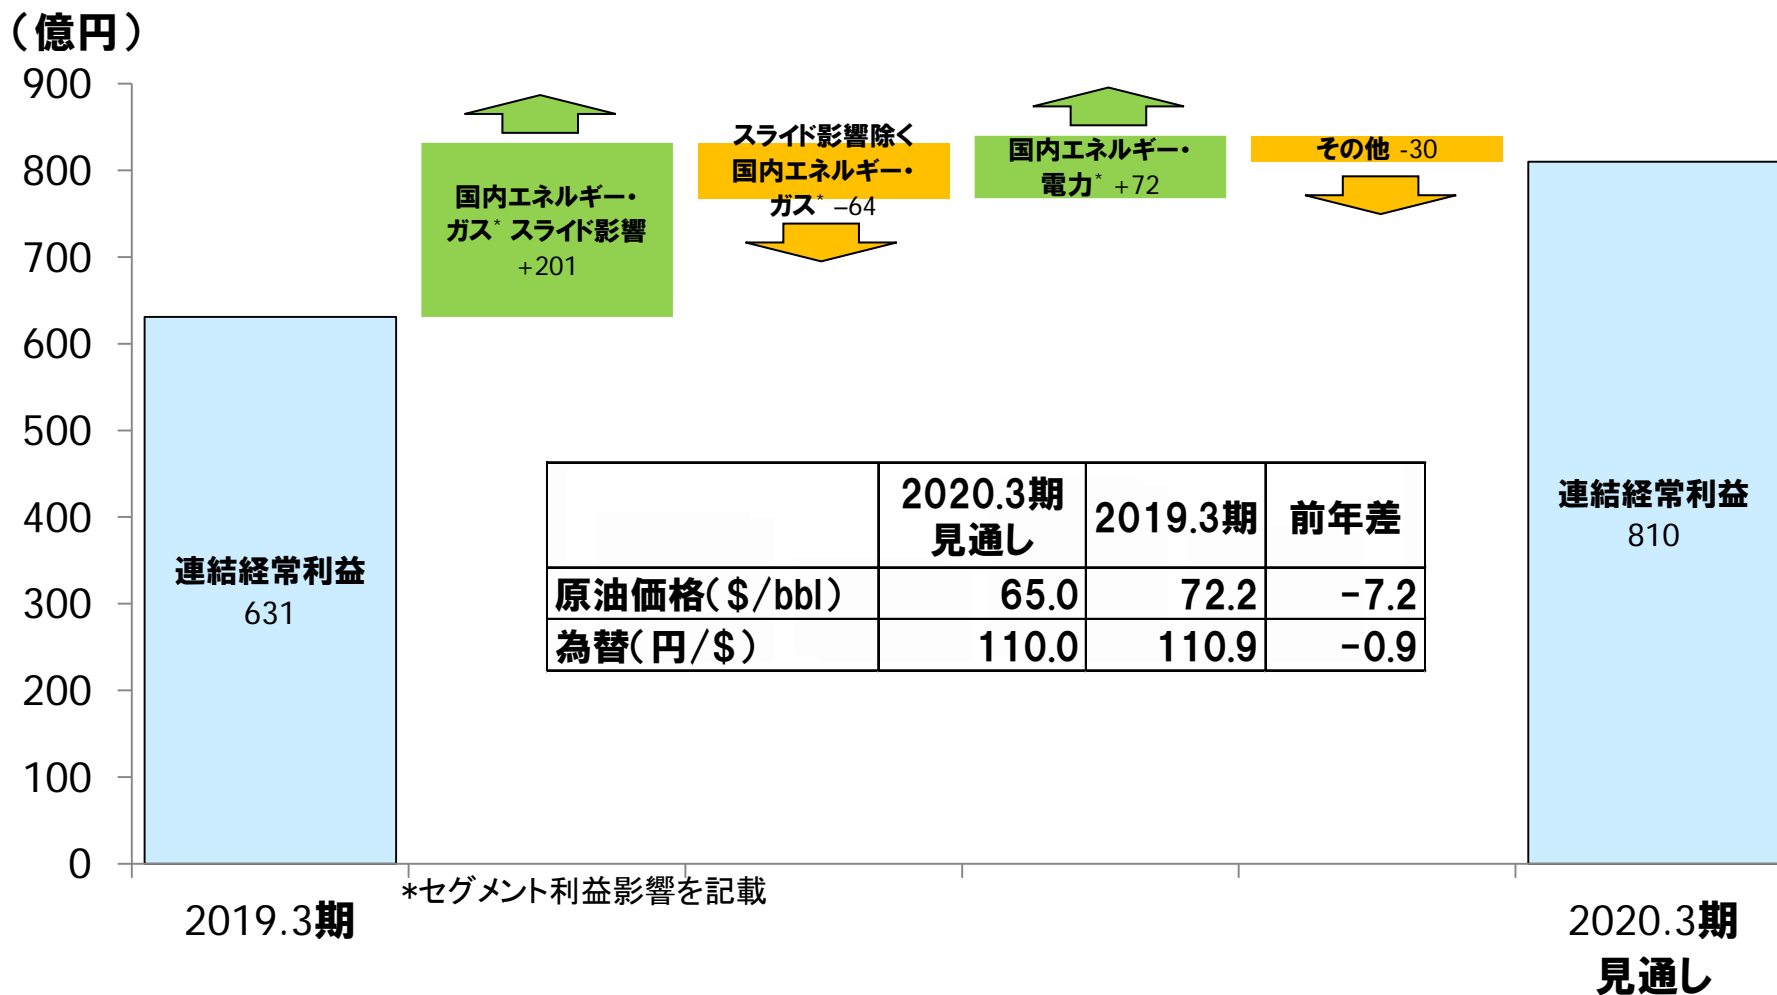 （億円）
900
800
700
600
500
400
300
200
100
0
国内エネルギー・
ガス* スライド影響
+201
スライド影響除く
国内エネルギー・
ガス* −64
国内エネルギー・
電力* +72
その他 -30
連結経常利益
631
連結経常利益
810
2020.3期 見通し 2019.3期 前年差
原油価格（$/bbl） 65.0 72.2 −7.2
為替（円/$） 110.0 110.9 −0.9
*セグメント利益影響を記載
2019.3期
2020.3期
見通し